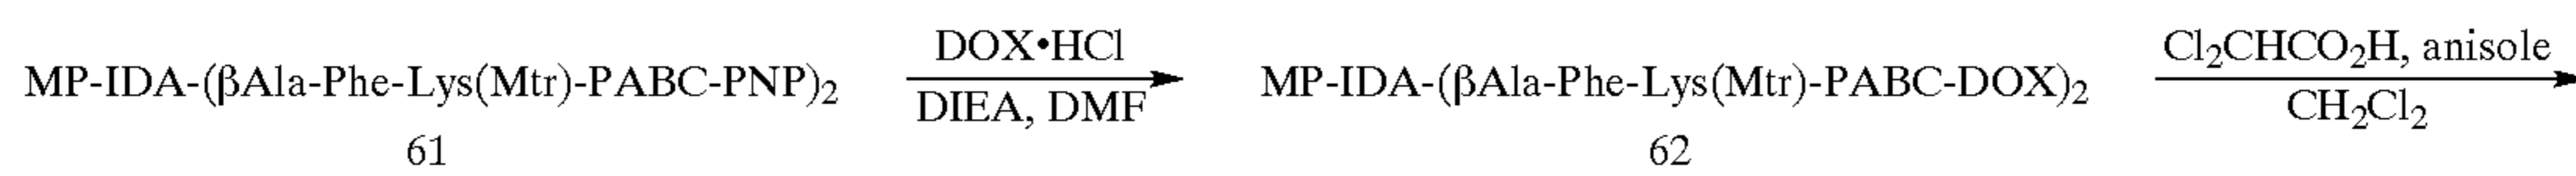 MP-IDA-(βAla-Phe-Lys(Mtr)-PABC-PNP)₂ DOX•HCl DIEA, DMF MP-IDA-(βAla-Phe-Lys(Mtr)-PABC-DOX)₂ Cl₂CHCO₂H, anisole CH₂Cl₂
61 62